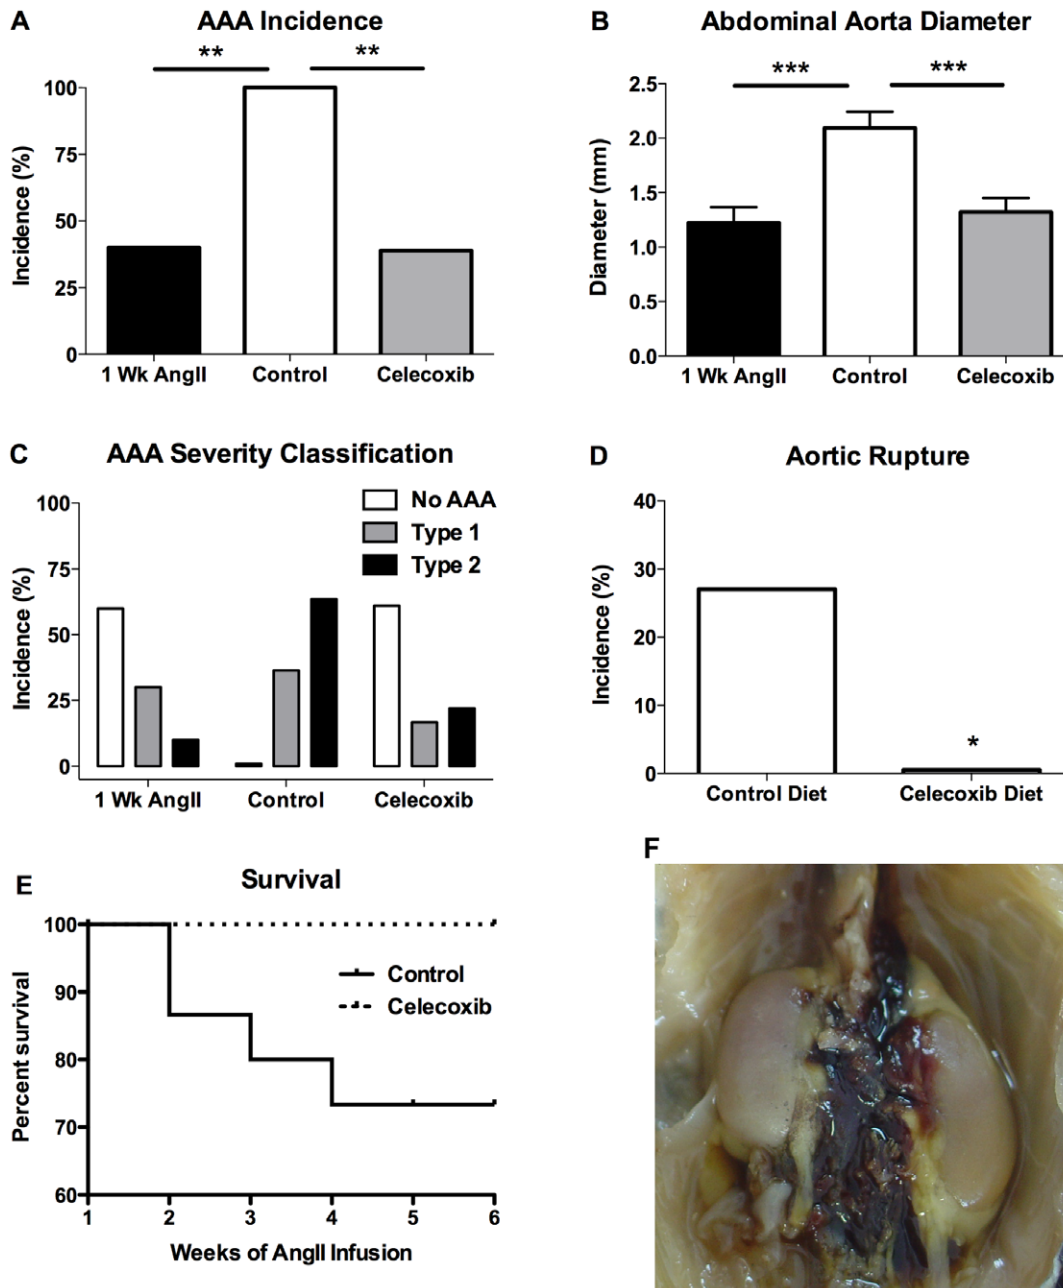 A
AAA Incidence
**
**
Incidence (%)
100
75
50
25
0
1 Wk AngII
Control
Celecoxib
B
Abdominal Aorta Diameter
***
***
Diameter (mm)
2.5
2.0
1.5
1.0
0.5
0.0
1 Wk AngII
Control
Celecoxib
C
AAA Severity Classification
Incidence (%)
100
75
50
25
0
No AAA
Type 1
Type 2
1 Wk AngII
Control
Celecoxib
D
Aortic Rupture
Incidence (%)
40
30
20
10
0
*
Control Diet
Celecoxib Diet
E
Survival
Percent survival
100
90
80
70
60
Control
Celecoxib
1 2 3 4 5 6
Weeks of AngII Infusion
F